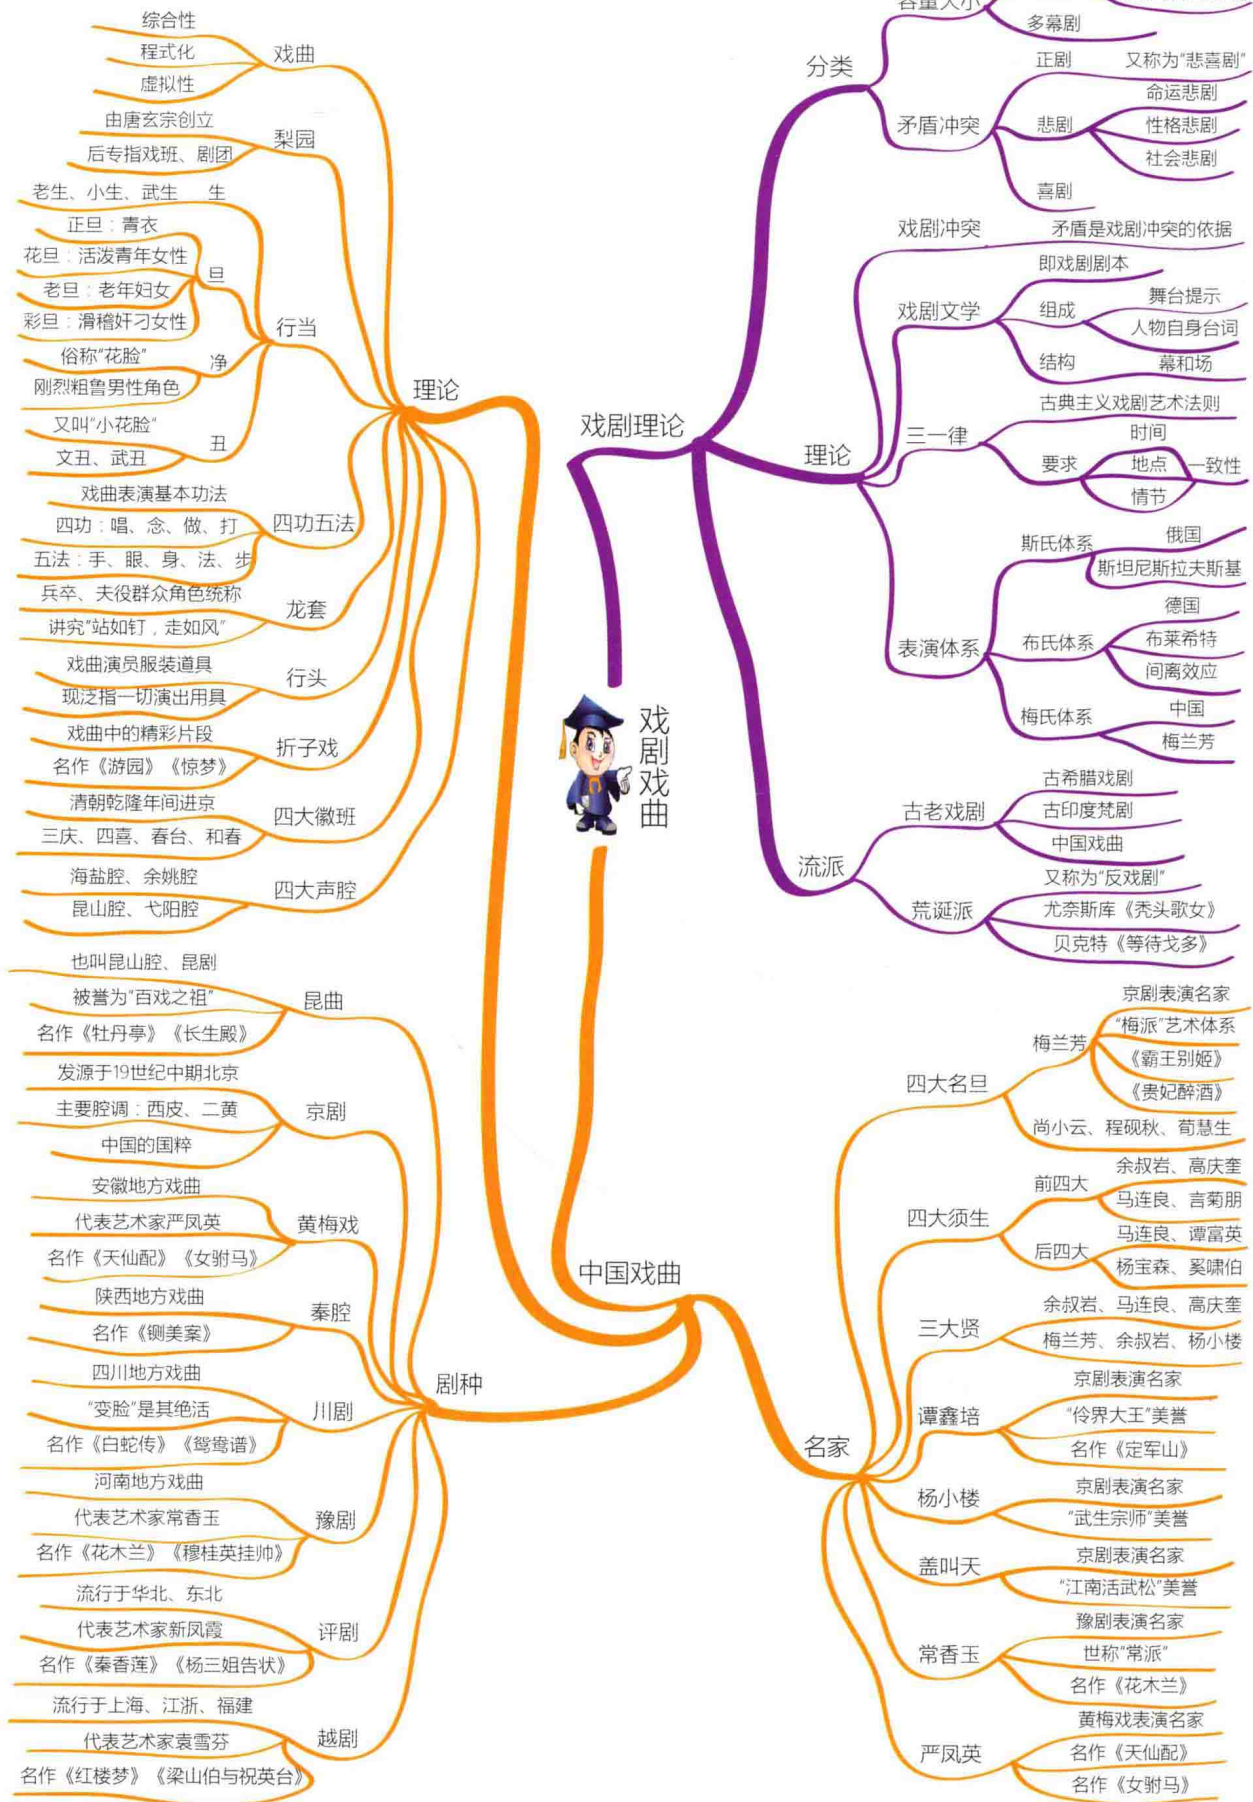 戏剧戏曲
戏剧理论
分类
容量大小
多幕剧
矛盾冲突
正剧
又称为“悲喜剧”
悲剧
命运悲剧
性格悲剧
社会悲剧
喜剧
理论
戏剧冲突
矛盾是戏剧冲突的依据
戏剧文学
即戏剧剧本
组成
舞台提示
人物自身台词
结构
幕和场
三一律
古典主义戏剧艺术法则
要求
时间
地点
情节
一致性
表演体系
斯氏体系
俄国
斯坦尼斯拉夫斯基
布氏体系
德国
布莱希特
间离效应
梅氏体系
中国
梅兰芳
流派
古老戏剧
古希腊戏剧
古印度梵剧
中国戏曲
荒诞派
又称为“反戏剧”
尤奈斯库《秃头歌女》
贝克特《等待戈多》
中国戏曲
理论
戏曲
综合性
程式化
虚拟性
梨园
由唐玄宗创立
后专指戏班、剧团
行当
生
老生、小生、武生
旦
正旦：青衣
花旦：活泼青年女性
老旦：老年妇女
彩旦：滑稽奸刁女性
净
俗称“花脸”
刚烈粗鲁男性角色
丑
又叫“小花脸”
文丑、武丑
四功五法
戏曲表演基本功法
四功：唱、念、做、打
五法：手、眼、身、法、步
龙套
兵卒、夫役群众角色统称
讲究“站如钉，走如风”
行头
戏曲演员服装道具
现泛指一切演出用具
折子戏
戏曲中的精彩片段
名作《游园》《惊梦》
四大徽班
清朝乾隆年间进京
三庆、四喜、春台、和春
四大声腔
海盐腔、余姚腔
昆山腔、弋阳腔
剧种
昆曲
也叫昆山腔、昆剧
被誉为“百戏之祖”
名作《牡丹亭》《长生殿》
京剧
发源于19世纪中期北京
主要腔调：西皮、二黄
中国的国粹
黄梅戏
安徽地方戏曲
代表艺术家严凤英
名作《天仙配》《女驸马》
秦腔
陕西地方戏曲
名作《铡美案》
川剧
四川地方戏曲
“变脸”是其绝活
名作《白蛇传》《鸳鸯谱》
豫剧
河南地方戏曲
代表艺术家常香玉
名作《花木兰》《穆桂英挂帅》
评剧
流行于华北、东北
代表艺术家新凤霞
名作《秦香莲》《杨三姐告状》
越剧
流行于上海、江浙、福建
代表艺术家袁雪芬
名作《红楼梦》《梁山伯与祝英台》
名家
四大名旦
梅兰芳
京剧表演名家
“梅派”艺术体系
《霸王别姬》
《贵妃醉酒》
尚小云、程砚秋、荀慧生
四大须生
前四大
余叔岩、高庆奎
马连良、言菊朋
后四大
马连良、谭富英
杨宝森、奚啸伯
三大贤
余叔岩、马连良、高庆奎
梅兰芳、余叔岩、杨小楼
谭鑫培
京剧表演名家
“伶界大王”美誉
名作《定军山》
杨小楼
京剧表演名家
“武生宗师”美誉
盖叫天
京剧表演名家
“江南活武松”美誉
常香玉
豫剧表演名家
世称“常派”
名作《花木兰》
严凤英
黄梅戏表演名家
名作《天仙配》
名作《女驸马》